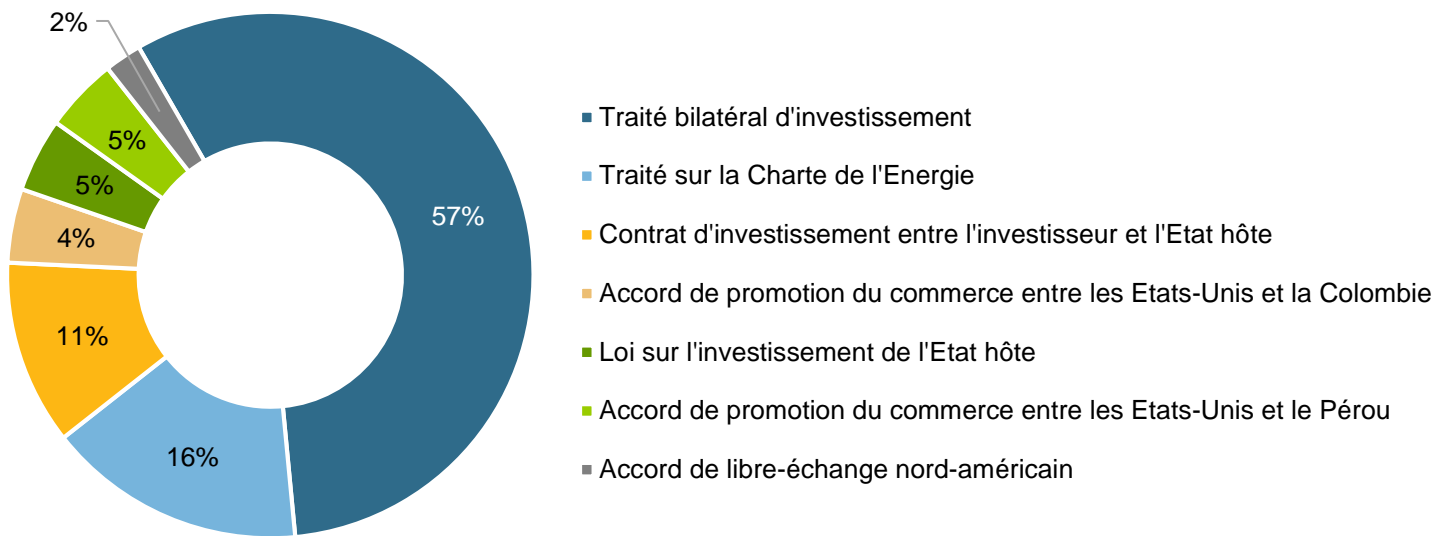 2%
57%
16%
11%
4%
5%
5%
Traité bilatéral d'investissement
Traité sur la Charte de l'Energie
Contrat d'investissement entre l'investisseur et l'Etat hôte
Accord de promotion du commerce entre les Etats-Unis et la Colombie
Loi sur l'investissement de l'Etat hôte
Accord de promotion du commerce entre les Etats-Unis et le Pérou
Accord de libre-échange nord-américain